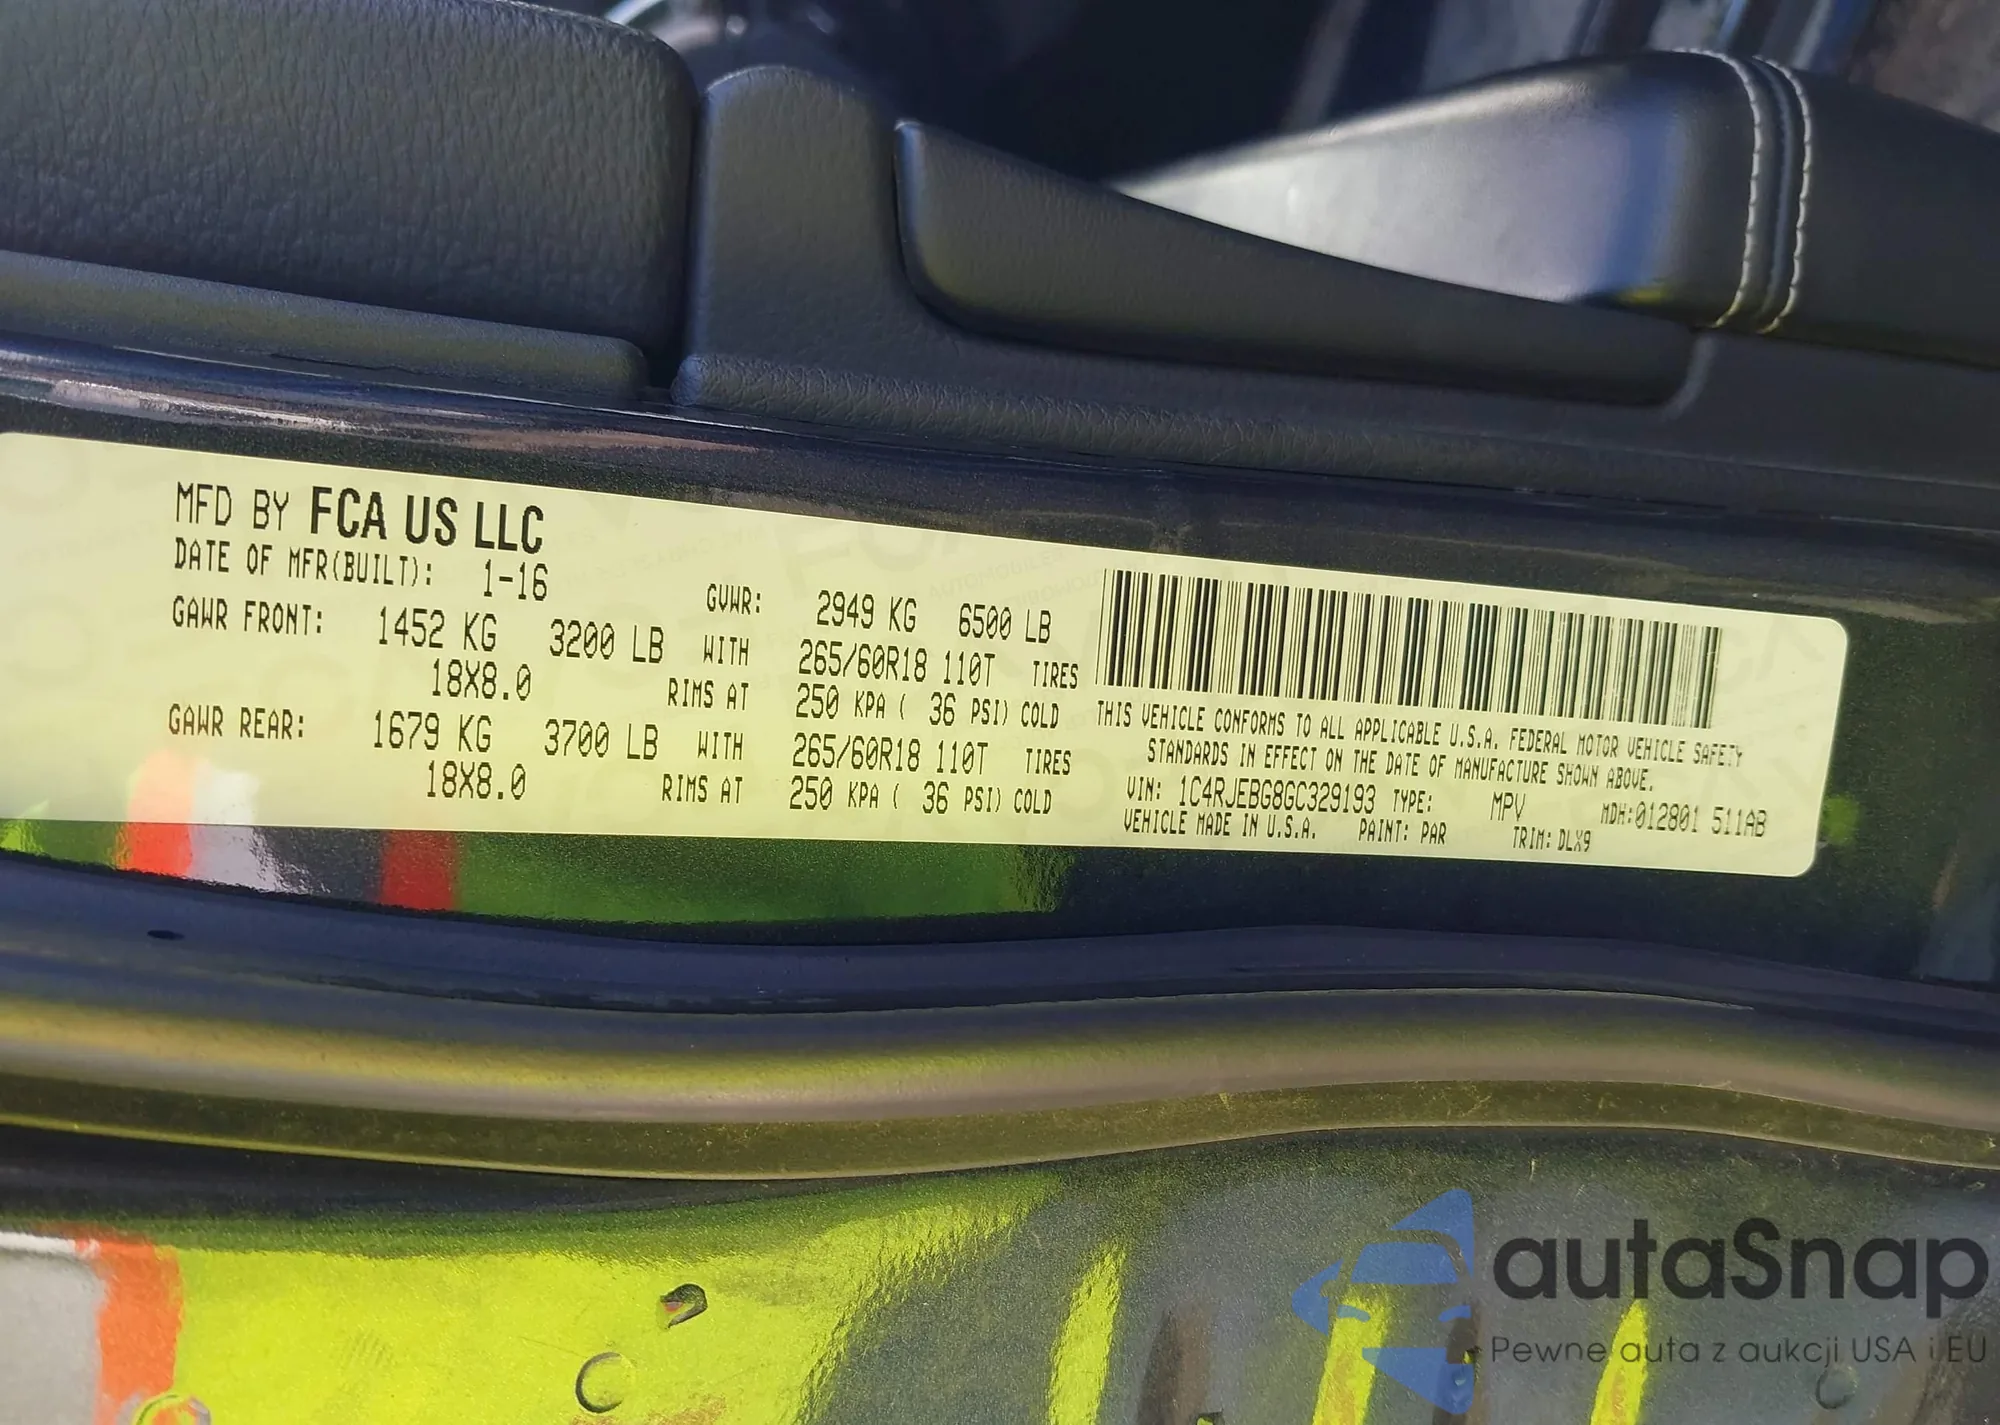 MFD BY FCA US LLC
DATE OF MFR(BUILT): 1-16 GVWR: 2949 KG 6500 LB
GAWR FRONT: 1452 KG 3200 LB WITH 265/60R18 110T TIRES
18X8.0 RIMS AT 250 KPA ( 36 PSI) COLD
GAWR REAR: 1679 KG 3700 LB WITH 265/60R18 110T TIRES
18X8.0 RIMS AT 250 KPA ( 36 PSI) COLD
THIS VEHICLE CONFORMS TO ALL APPLICABLE U.S.A. FEDERAL MOTOR VEHICLE SAFETY
STANDARDS IN EFFECT ON THE DATE OF MANUFACTURE SHOWN ABOVE.
VIN: 1C4RJEBG8GC329193 TYPE: MPV MDH:012801 511AB
VEHICLE MADE IN U.S.A. PAINT: PAR TRIM: DLX9
autaSnap
Pewne auta z aukcji USA i EU